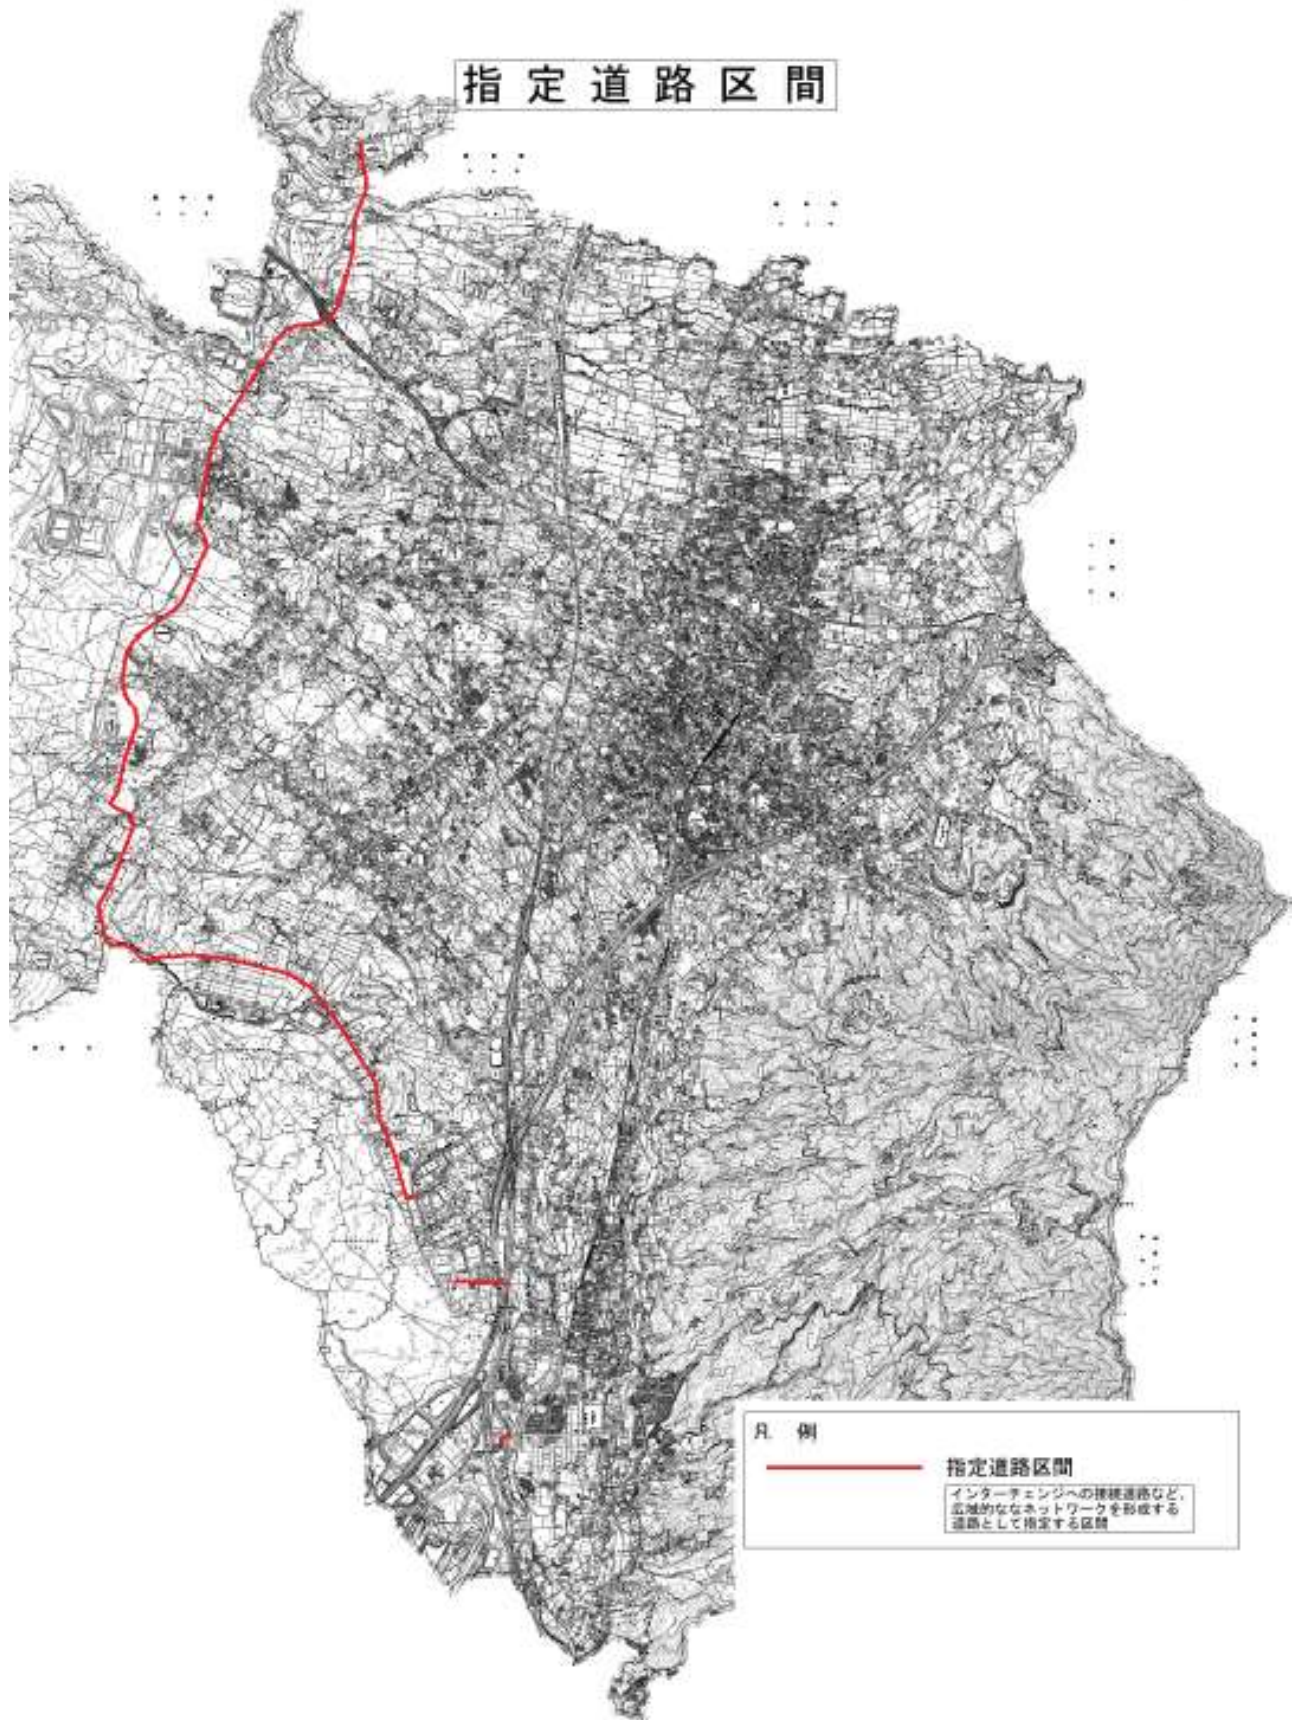 指定道路区間
凡 例
指定道路区間
インターチェンジへの接続道路など、
広域的なネットワークを形成する
道路として指定する区間